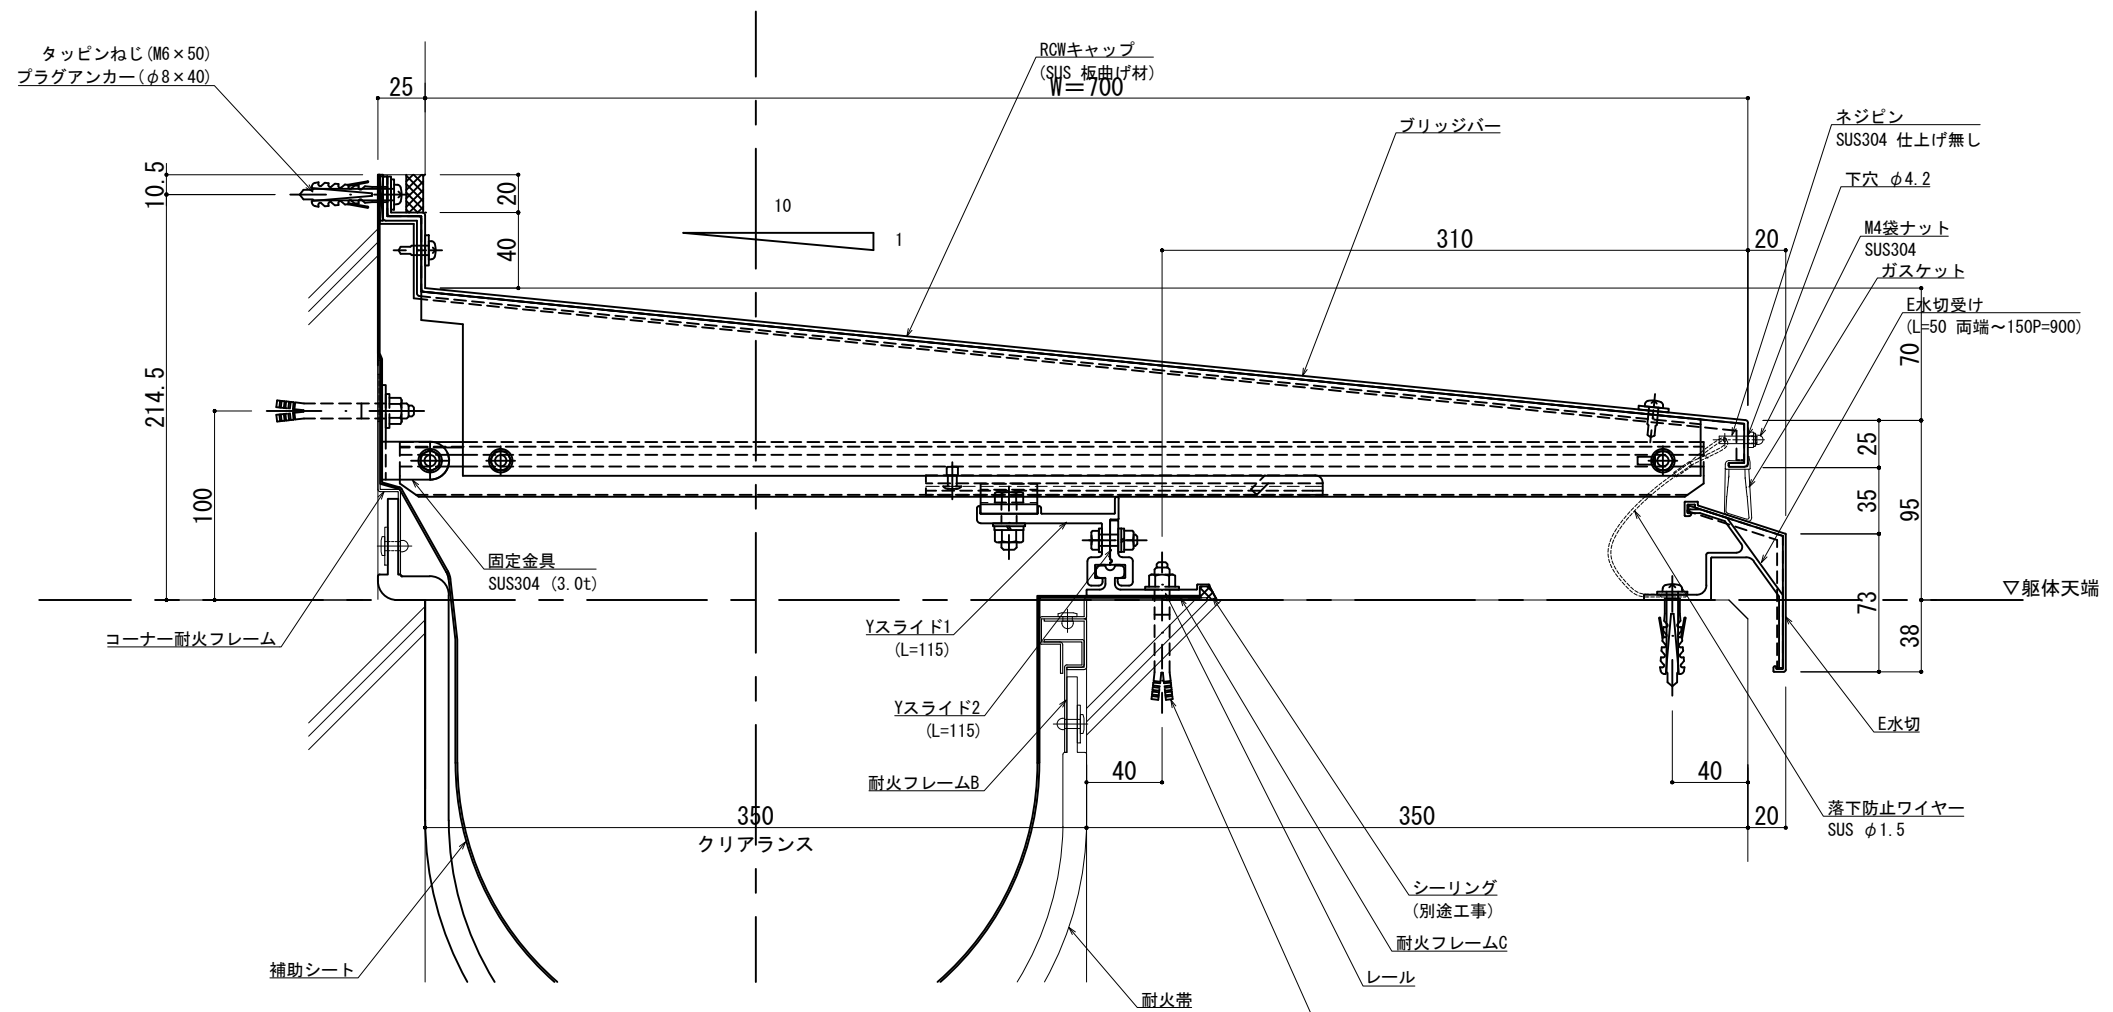 タッピンねじ(M6×50)
プラグアンカー(φ8×40)
RCWキャップ
(SUS 板曲げ材)
W=700
25
ブリッジバー
ネジピン
SUS304 仕上げ無し
下穴 φ4.2
M4袋ナット
SUS304
ガスケット
E水切受け
(L=50 両端～150P=900)
10.5
20
40
10
1
310
20
70
214.5
100
25
35
95
73
38
固定金具
SUS304 (3.0t)
▽躯体天端
コーナー耐火フレーム
Yスライド1
(L=115)
Yスライド2
(L=115)
耐火フレームB
40
40
E水切
350
クリアランス
350
20
落下防止ワイヤー
SUS φ1.5
シーリング
(別途工事)
耐火フレームC
レール
補助シート
耐火帯